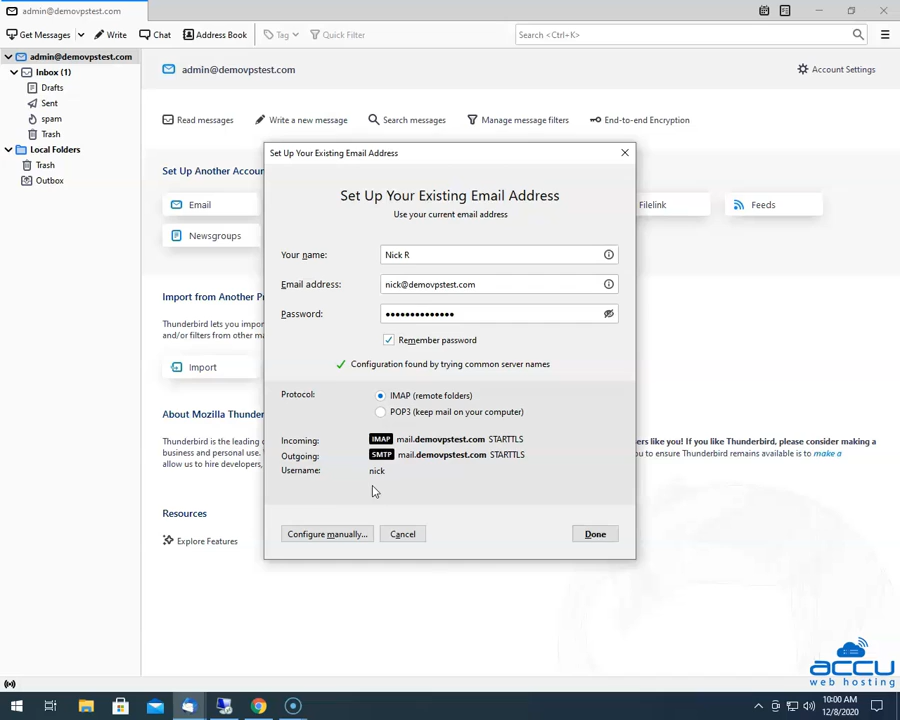 admin@demovpstest.com
Get Messages
Write
Chat
Address Book
Tag
Quick Filter
Search <Ctrl+K>
admin@demovpstest.com
Inbox (1)
Drafts
Sent
spam
Trash
Local Folders
Trash
Outbox
admin@demovpstest.com
Account Settings
Read messages
Write a new message
Search messages
Manage message filters
End-to-end Encryption
Set Up Another Accour
Email
Filelink
Feeds
Newsgroups
Import from Another Pr
Thunderbird lets you impor
and/or filters from other ma
Import
About Mozilla Thunder
Thunderbird is the leading c
business and personal use. W
allow us to hire developers,
ers like you! If you like Thunderbird, please consider making a
you to ensure Thunderbird remains available is to make a
Resources
Explore Features
Set Up Your Existing Email Address
Set Up Your Existing Email Address
Use your current email address
Your name:
Nick R
Email address:
nick@demovpstest.com
Password:
••••••••••••••
Remember password
Configuration found by trying common server names
Protocol:
IMAP (remote folders)
POP3 (keep mail on your computer)
Incoming: IMAP mail.demovpstest.com STARTTLS
Outgoing: SMTP mail.demovpstest.com STARTTLS
Username: nick
Configure manually...
Cancel
Done
ACCU
web hosting
10:00 AM
12/8/2020